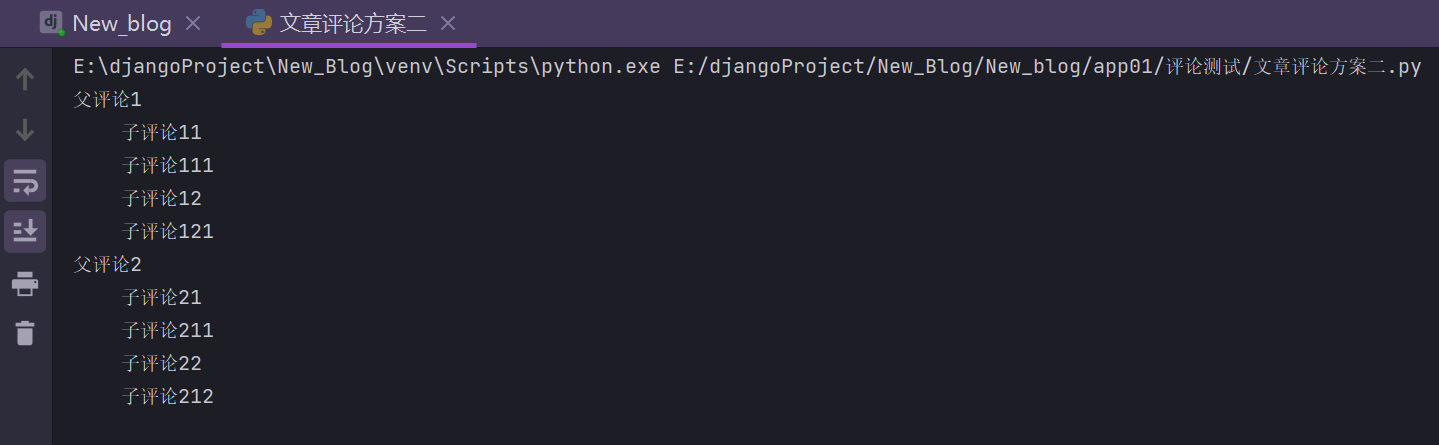 New_blog
文章评论方案二
E:\djangoProject\New_Blog\venv\Scripts\python.exe E:/djangoProject/New_Blog/New_blog/app01/评论测试/文章评论方案二.py
父评论1
子评论11
子评论111
子评论12
子评论121
父评论2
子评论21
子评论211
子评论22
子评论212